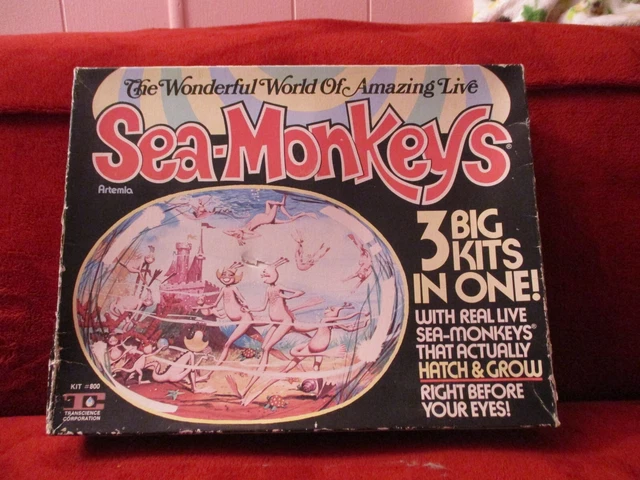 The Wonderful World Of Amazing Live
Sea-Monkeys®
Artemia
3 BIG
KITS
IN ONE!
WITH REAL LIVE
SEA-MONKEYS®
THAT ACTUALLY
HATCH & GROW
RIGHT BEFORE
YOUR EYES!
KIT #800
TC
TRANSCIENCE
CORPORATION